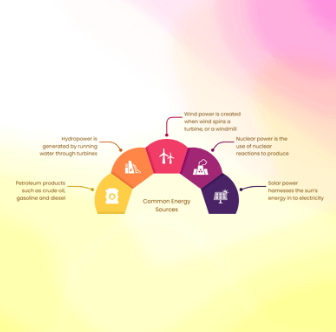 Wind power is created
when wind spins a
turbine, or a windmill
Hydropower is
generated by running
water through turbines
Nuclear power is the
use of nuclear
reactions to produce
Petroleum products
such as crude oil,
gasoline and diesel
Solar power
harnesses the sun's
energy in to electricity
Common Energy
Sources